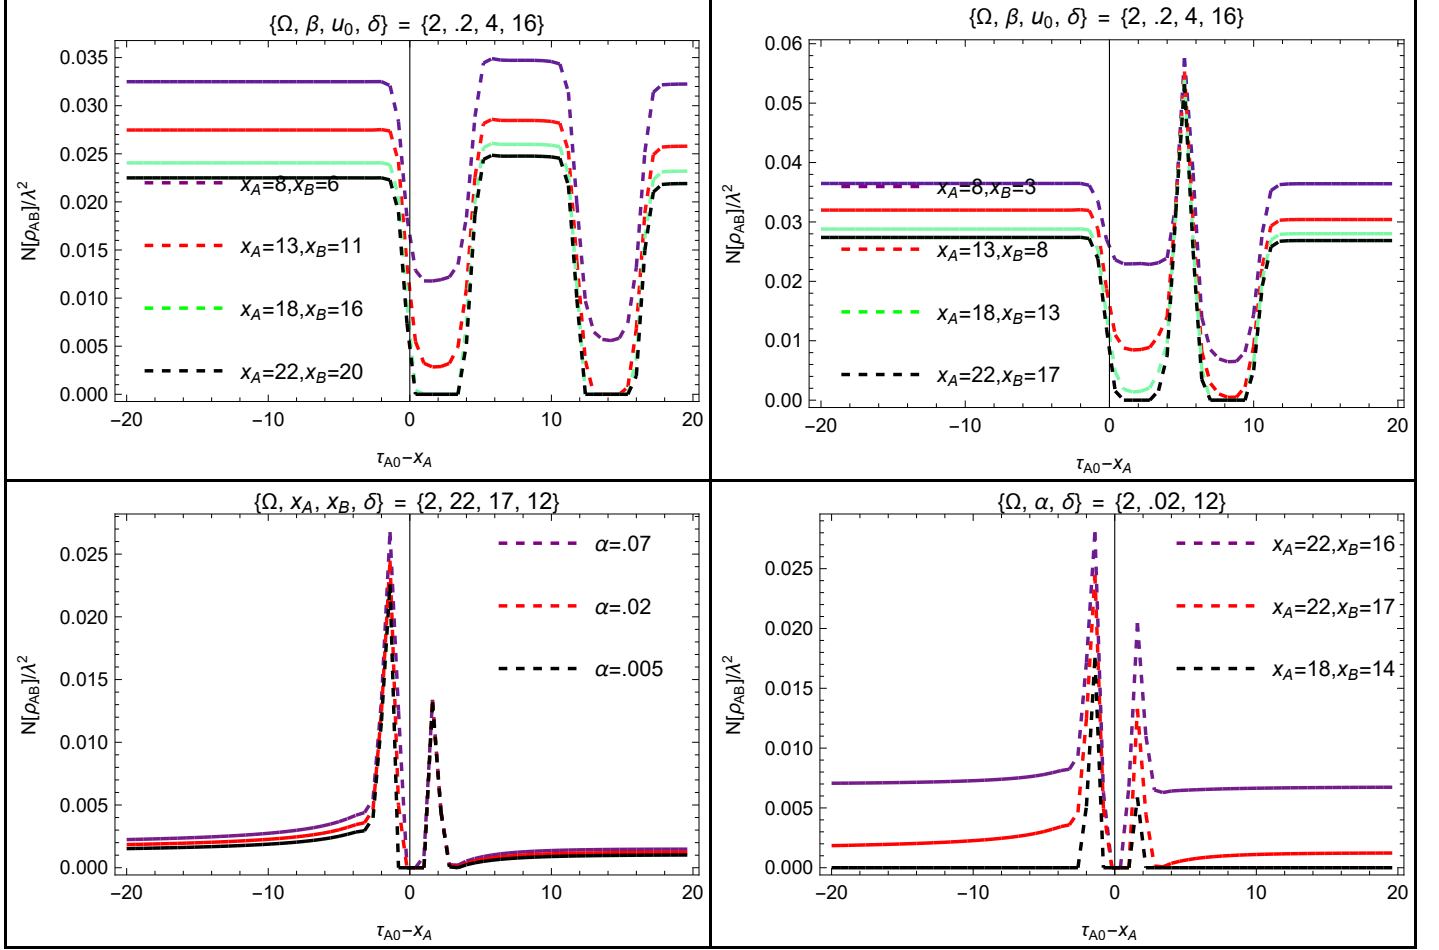 {Ω, β, u₀, δ} = {2, .2, 4, 16}
N[ρ_AB]/λ²
0.035
0.030
0.025
0.020
0.015
0.010
0.005
0.000
x_A=8,x_B=6
x_A=13,x_B=11
x_A=18,x_B=16
x_A=22,x_B=20
−20 −10 0 10 20
τ_A0−x_A
{Ω, β, u₀, δ} = {2, .2, 4, 16}
N[ρ_AB]/λ²
0.06
0.05
0.04
0.03
0.02
0.01
0.00
x_A=8,x_B=3
x_A=13,x_B=8
x_A=18,x_B=13
x_A=22,x_B=17
−20 −10 0 10 20
τ_A0−x_A
{Ω, x_A, x_B, δ} = {2, 22, 17, 12}
N[ρ_AB]/λ²
0.025
0.020
0.015
0.010
0.005
0.000
α=.07
α=.02
α=.005
−20 −10 0 10 20
τ_A0−x_A
{Ω, α, δ} = {2, .02, 12}
N[ρ_AB]/λ²
0.025
0.020
0.015
0.010
0.005
0.000
x_A=22,x_B=16
x_A=22,x_B=17
x_A=18,x_B=14
−20 −10 0 10 20
τ_A0−x_A